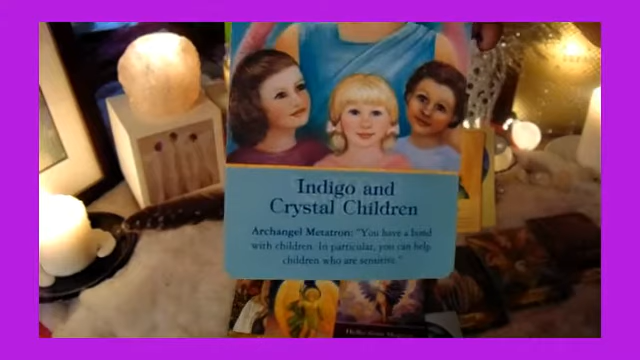 Indigo and
Crystal Children
Archangel Metatron: "You have a bond
with children. In particular, you can help
children who are sensitive."